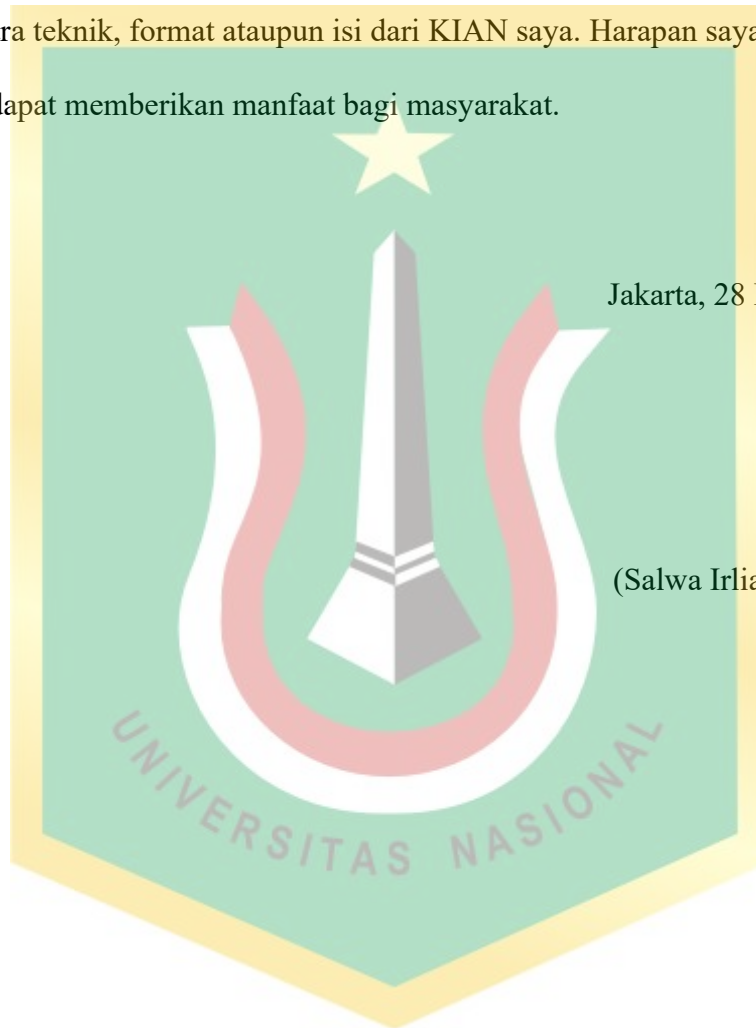 ra teknik, format ataupun isi dari KIAN saya. Harapan saya
dapat memberikan manfaat bagi masyarakat.
Jakarta, 28
(Salwa Irlia
UNIVERSITAS NASIONAL